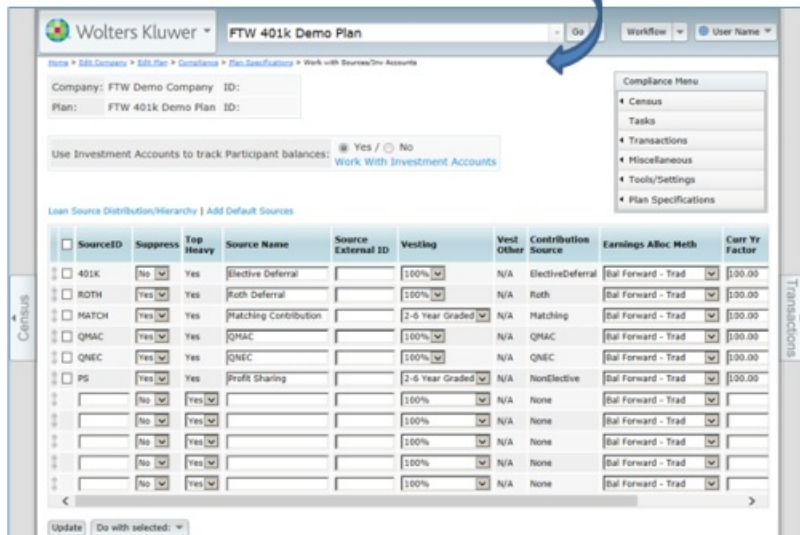 Wolters Kluwer
FTW 401k Demo Plan
Go
Workflow
User Name
Home > Edit Company > Edit Plan > Compliance > Plan Specifications > Work with Sources/Inv Accounts
Company: FTW Demo Company ID:
Plan: FTW 401k Demo Plan ID:
Compliance Menu
Census
Tasks
Transactions
Miscellaneous
Tools/Settings
Plan Specifications
Use Investment Accounts to track Participant balances: Yes / No
Work With Investment Accounts
Loan Source Distribution/Hierarchy | Add Default Sources
SourceID Suppress Top Heavy Source Name Source External ID Vesting Vest Other Contribution Source Earnings Alloc Meth Curr Yr Factor
401K No Yes Elective Deferral 100% N/A ElectiveDeferral Bal Forward - Trad 100.00
ROTH Yes Yes Roth Deferral 100% N/A Roth Bal Forward - Trad 100.00
MATCH Yes Yes Matching Contribution 2-6 Year Graded N/A Matching Bal Forward - Trad 100.00
QMAC Yes Yes QMAC 100% N/A QMAC Bal Forward - Trad 100.00
QNEC Yes Yes QNEC 100% N/A QNEC Bal Forward - Trad 100.00
PS Yes Yes Profit Sharing 2-6 Year Graded N/A NonElective Bal Forward - Trad 100.00
No Yes 100% N/A None Bal Forward - Trad
No Yes 100% N/A None Bal Forward - Trad
No Yes 100% N/A None Bal Forward - Trad
No Yes 100% N/A None Bal Forward - Trad
No Yes 100% N/A None Bal Forward - Trad
Update Do with selected:
Census
Transactions